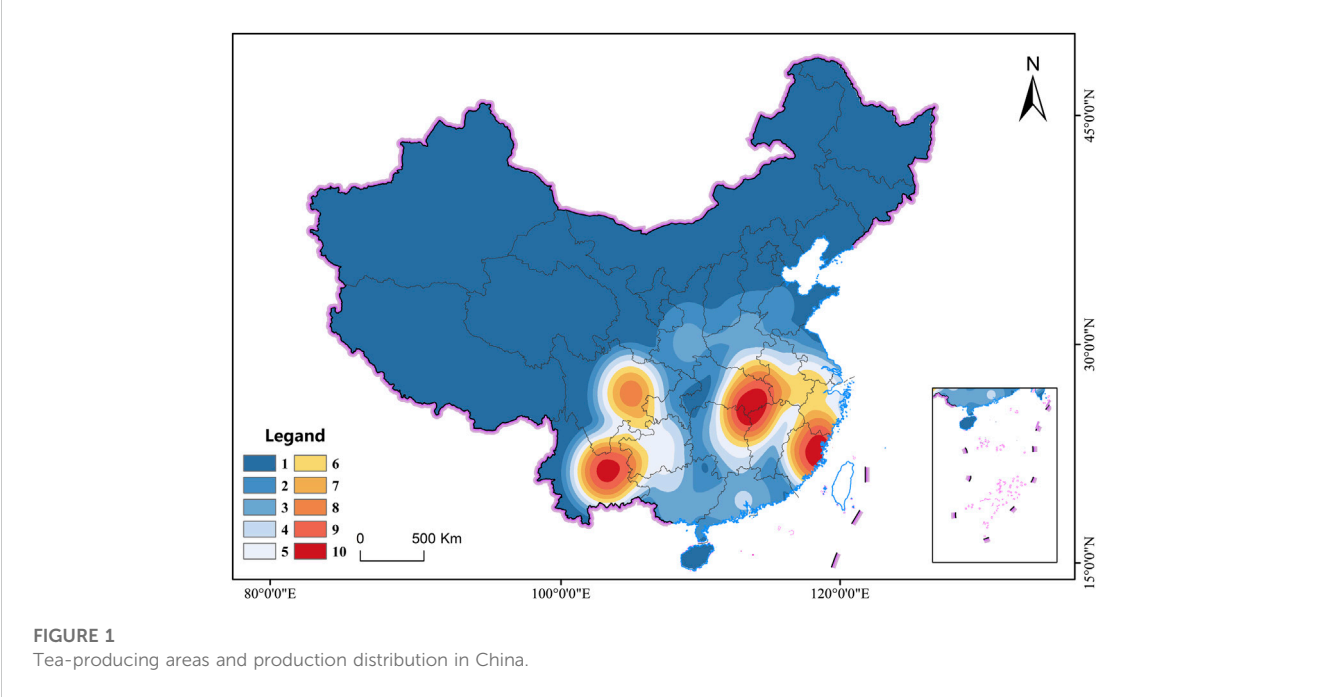 N
45°0'0"N
30°0'0"N
15°0'0"N
Legand
1 6
2 7
3 8
4 9
5 10
0 500 Km
80°0'0"E 100°0'0"E 120°0'0"E
FIGURE 1
Tea-producing areas and production distribution in China.